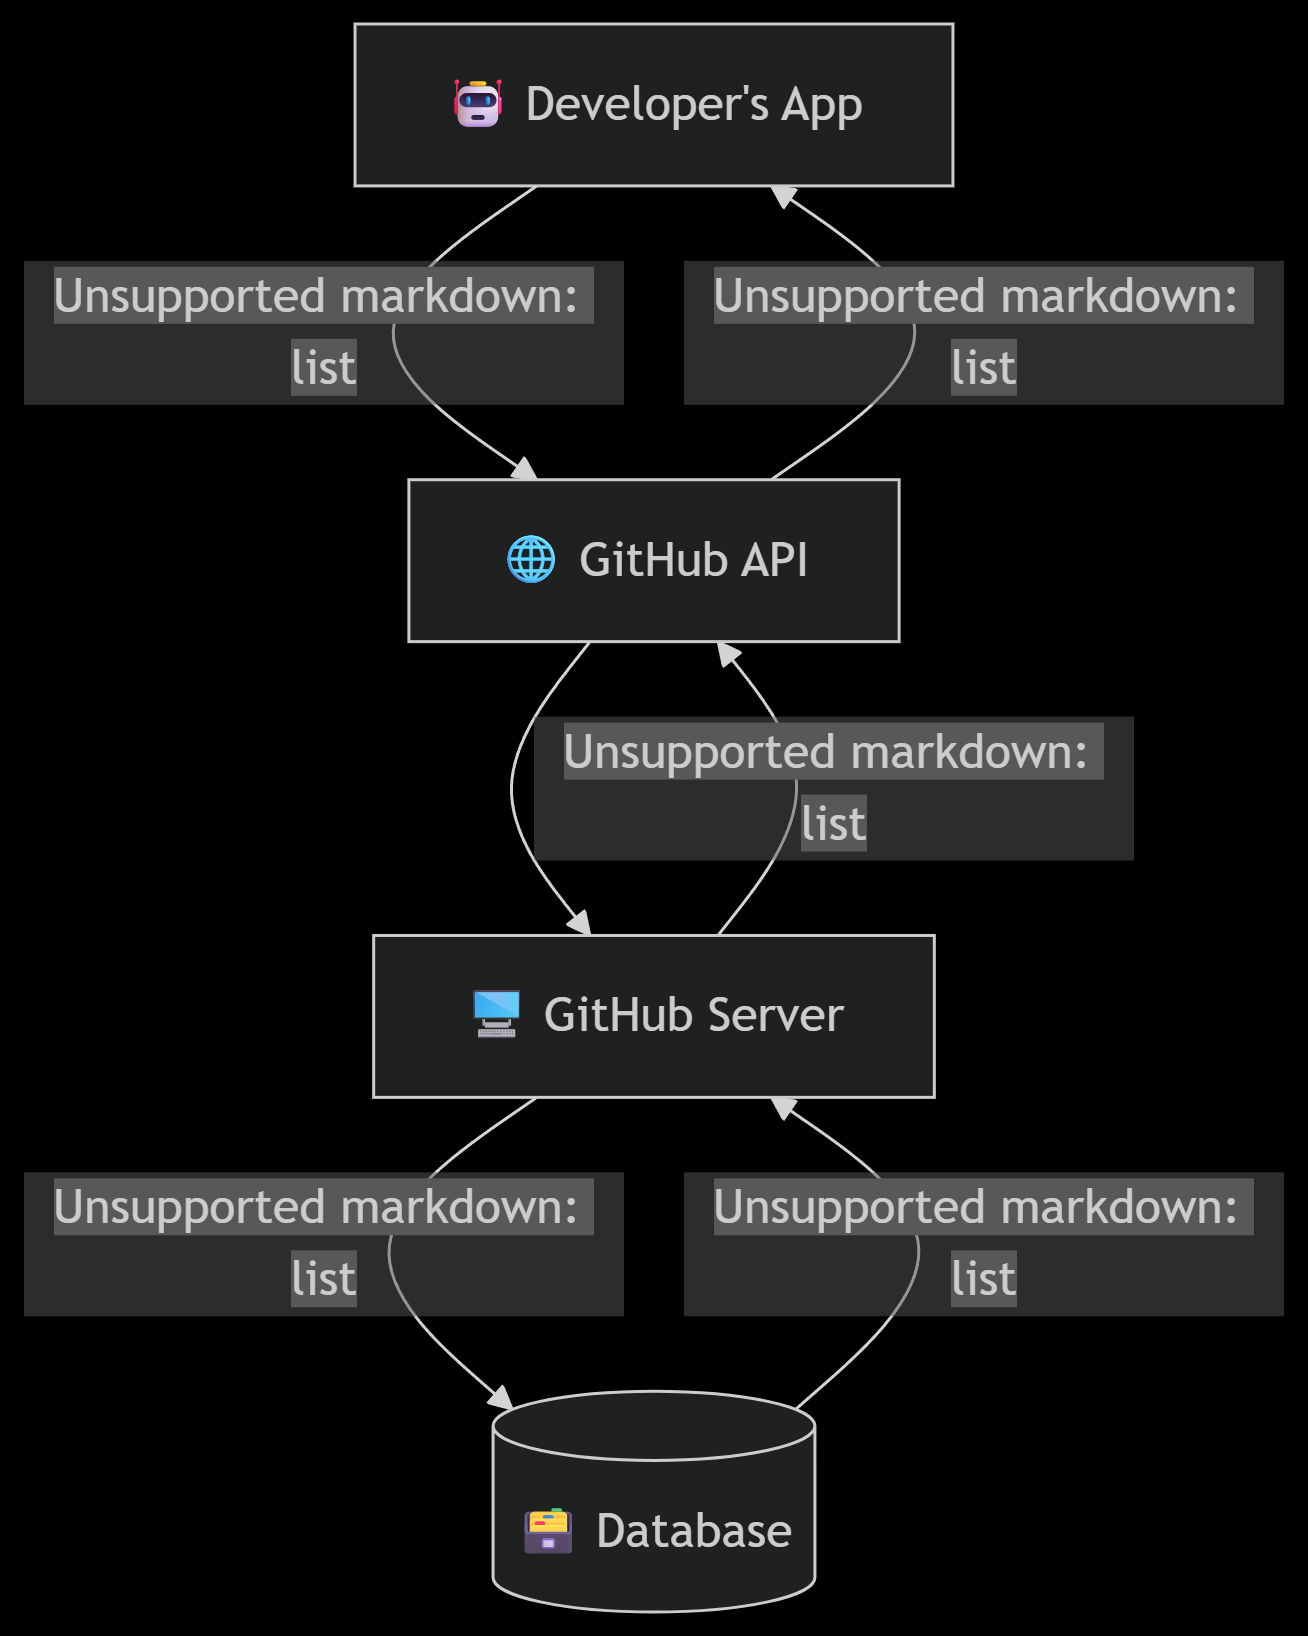 Developer's App
Unsupported markdown:
list
Unsupported markdown:
list
GitHub API
Unsupported markdown:
list
GitHub Server
Unsupported markdown:
list
Unsupported markdown:
list
Database